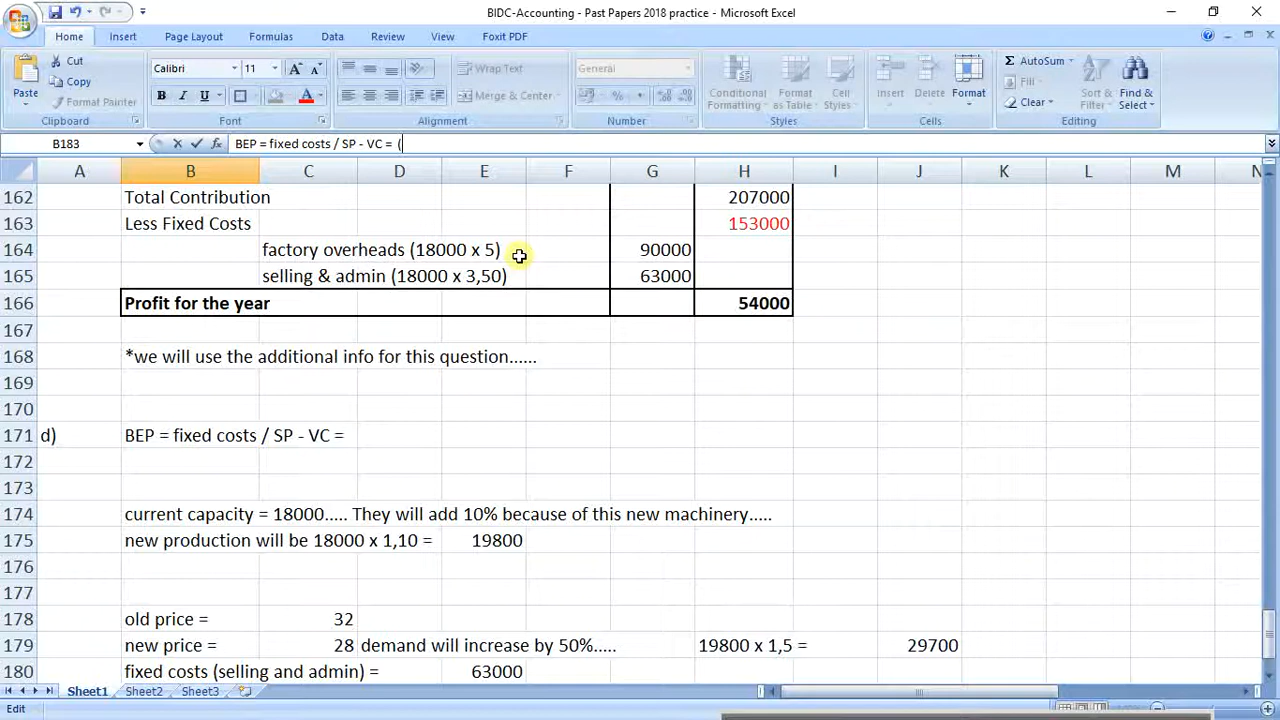 BIDC-Accounting - Past Papers 2018 practice - Microsoft Excel
Home Insert Page Layout Formulas Data Review View Foxit PDF
Paste Cut Copy Format Painter Clipboard
Calibri 11 B I U A A A Font
Wrap Text Merge & Center Alignment
General % , Number
Conditional Formatting Format as Table Cell Styles Styles
Insert Delete Format Cells
Σ AutoSum Fill Clear Sort & Filter Find & Select Editing
B183 fx BEP = fixed costs / SP - VC = (
A B C D E F G H I J K L M N
162 Total Contribution 207000
163 Less Fixed Costs 153000
164 factory overheads (18000 x 5) 90000
165 selling & admin (18000 x 3,50) 63000
166 Profit for the year 54000
167
168 *we will use the additional info for this question......
169
170
171 d) BEP = fixed costs / SP - VC =
172
173
174 current capacity = 18000..... They will add 10% because of this new machinery.....
175 new production will be 18000 x 1,10 = 19800
176
177
178 old price = 32
179 new price = 28 demand will increase by 50%..... 19800 x 1,5 = 29700
180 fixed costs (selling and admin) = 63000
Sheet1 Sheet2 Sheet3
Edit